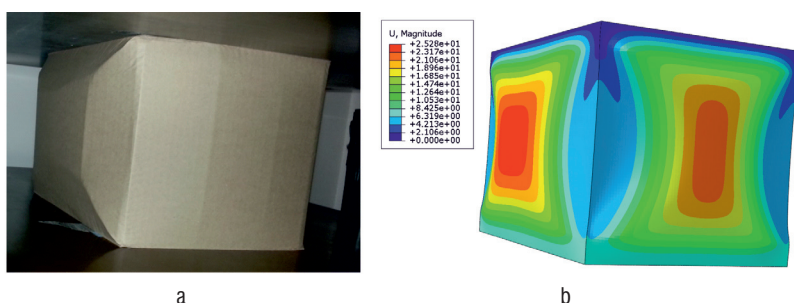 U, Magnitude
+2.528e+01
+2.317e+01
+2.106e+01
+1.896e+01
+1.685e+01
+1.474e+01
+1.264e+01
+1.053e+01
+8.425e+00
+6.319e+00
+4.213e+00
+2.106e+00
+0.000e+00
a
b